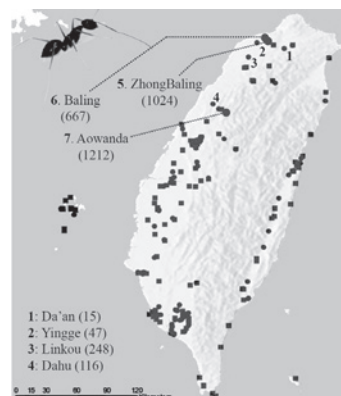 5. ZhongBaling
(1024)
6. Baling
(667)
7. Aowanda
(1212)
2
1
3
4
1: Da'an (15)
2: Yingge (47)
3: Linkou (248)
4: Dahu (116)
0 15 30 60 90 120